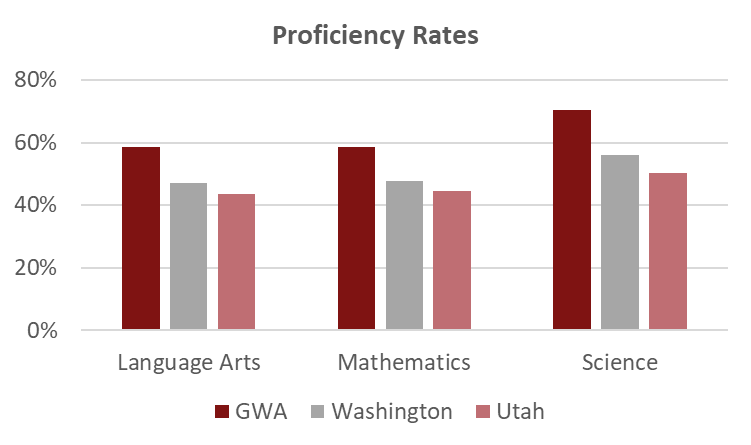 Proficiency Rates
80%
60%
40%
20%
0%
Language Arts Mathematics Science
GWA Washington Utah